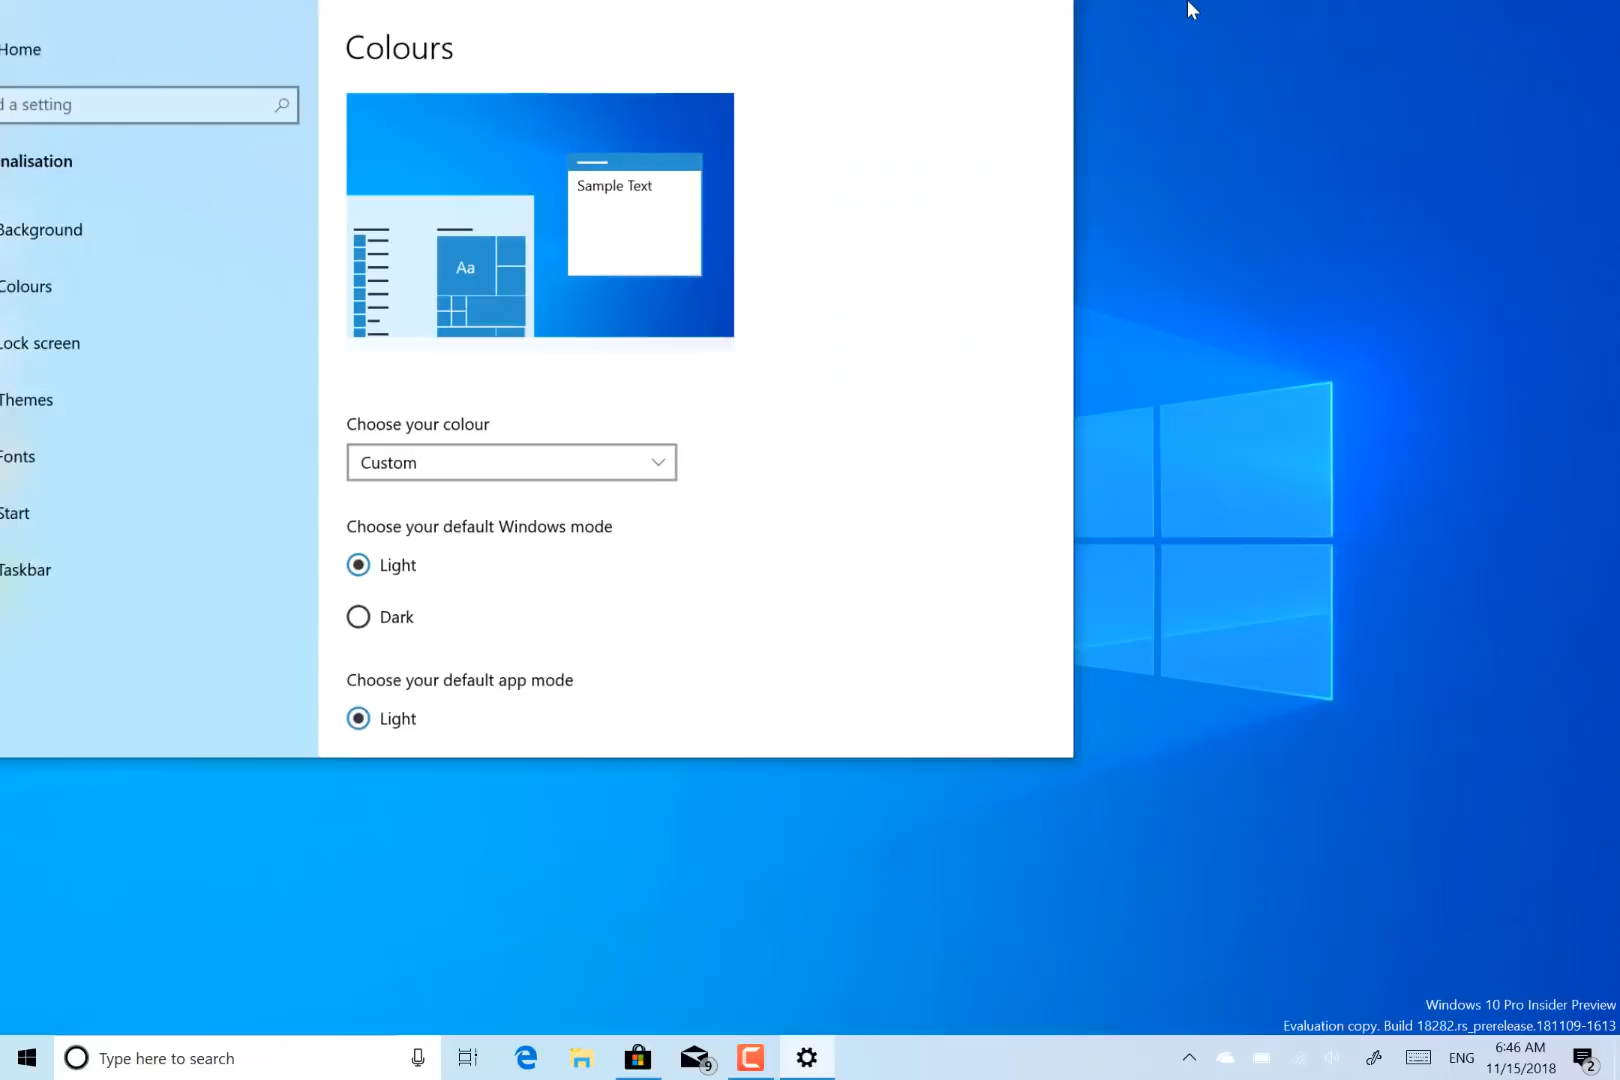 Home
d a setting
nalisation
Background
Colours
Lock screen
Themes
Fonts
Start
Taskbar
Colours
Sample Text
Aa
Choose your colour
Custom
Choose your default Windows mode
Light
Dark
Choose your default app mode
Light
Windows 10 Pro Insider Preview
Evaluation copy. Build 18282.rs_prerelease.181109-1613
Type here to search
9
ENG
6:46 AM
11/15/2018
2